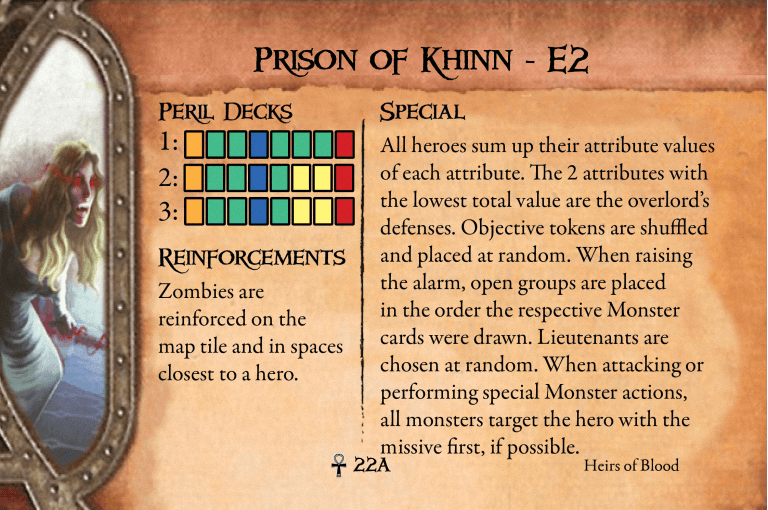 Prison of Khinn - E2
Peril Decks
1:
2:
3:
Reinforcements
Zombies are
reinforced on the
map tile and in spaces
closest to a hero.
Special
All heroes sum up their attribute values
of each attribute. The 2 attributes with
the lowest total value are the overlord's
defenses. Objective tokens are shuffled
and placed at random. When raising
the alarm, open groups are placed
in the order the respective Monster
cards were drawn. Lieutenants are
chosen at random. When attacking or
performing special Monster actions,
all monsters target the hero with the
missive first, if possible.
22A
Heirs of Blood